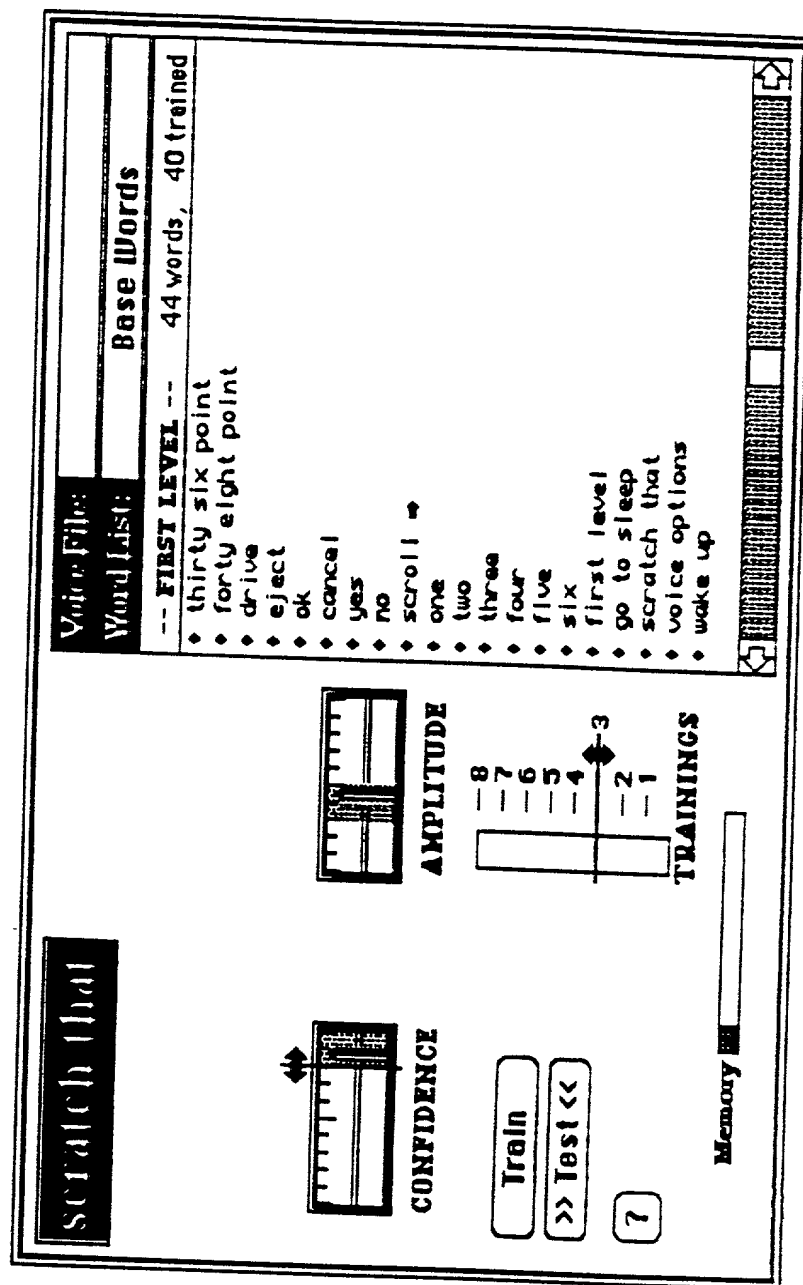 scratch that
CONFIDENCE
AMPLITUDE
Train
>> Test <<
?
--8
--7
--6
--5
--4
3
--2
--1
TRAININGS
Memory
Voice File:
Word List: Base Words
-- FIRST LEVEL -- 44 words, 40 trained
♦ thirty six point
♦ forty eight point
♦ drive
♦ eject
♦ ok
♦ cancel
♦ yes
♦ no
♦ scroll ➡
♦ one
♦ two
♦ three
♦ four
♦ five
♦ six
♦ first level
♦ go to sleep
♦ scratch that
♦ voice options
♦ wake up